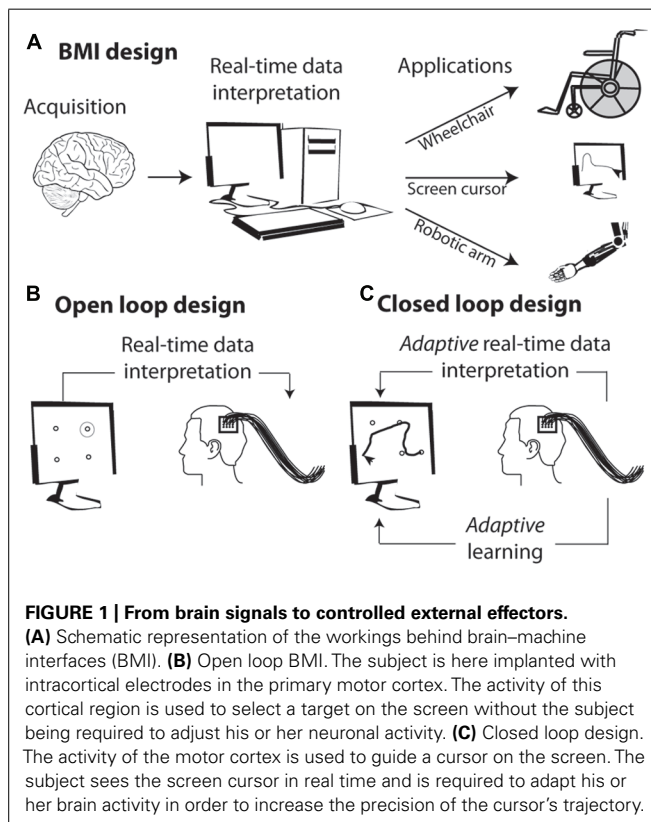 A
BMI design
Acquisition
Real-time data
interpretation
Applications
Wheelchair
Screen cursor
Robotic arm
B
Open loop design
Real-time data
interpretation
C
Closed loop design
Adaptive real-time data
interpretation
Adaptive
learning
FIGURE 1 | From brain signals to controlled external effectors.
(A) Schematic representation of the workings behind brain–machine
interfaces (BMI). (B) Open loop BMI. The subject is here implanted with
intracortical electrodes in the primary motor cortex. The activity of this
cortical region is used to select a target on the screen without the subject
being required to adjust his or her neuronal activity. (C) Closed loop design.
The activity of the motor cortex is used to guide a cursor on the screen. The
subject sees the screen cursor in real time and is required to adapt his or
her brain activity in order to increase the precision of the cursor's trajectory.